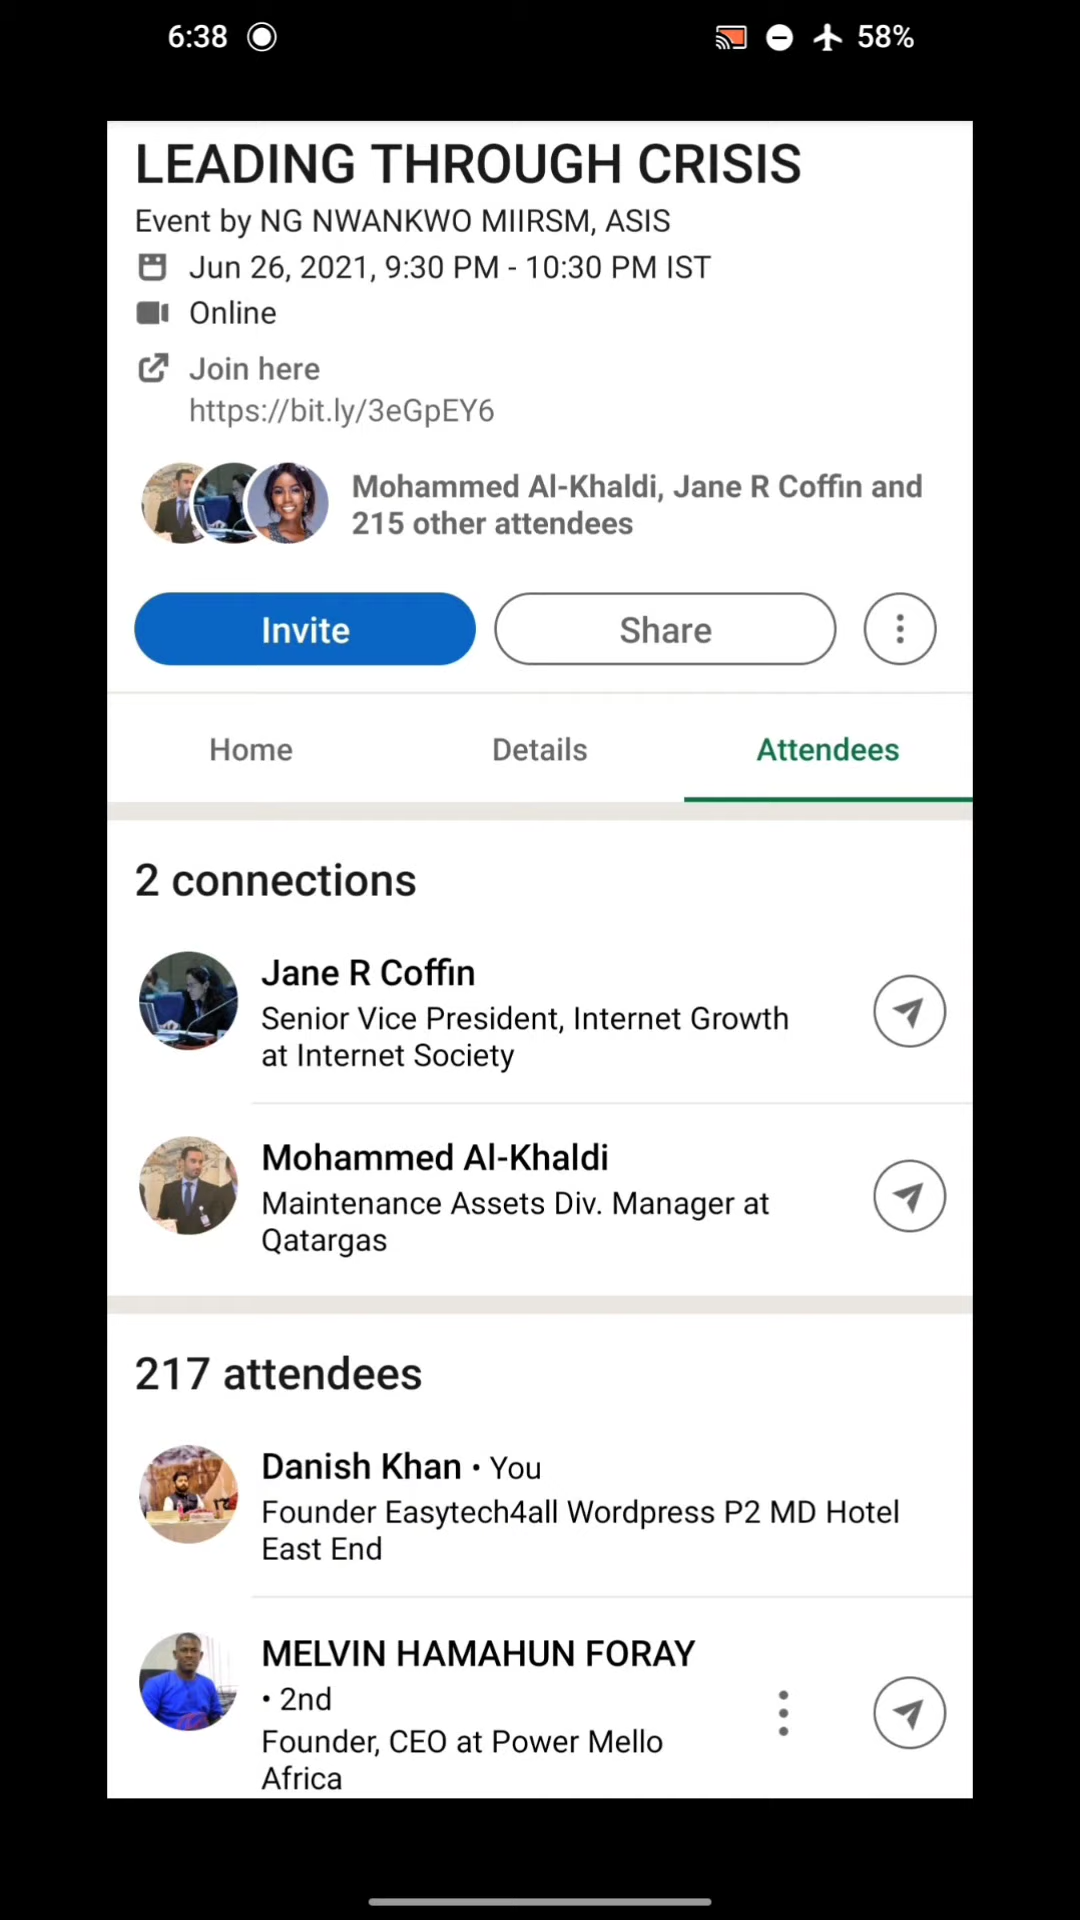 6:38
58%
LEADING THROUGH CRISIS
Event by NG NWANKWO MIIRSM, ASIS
Jun 26, 2021, 9:30 PM - 10:30 PM IST
Online
Join here
https://bit.ly/3eGpEY6
Mohammed Al-Khaldi, Jane R Coffin and
215 other attendees
Invite
Share
Home
Details
Attendees
2 connections
Jane R Coffin
Senior Vice President, Internet Growth
at Internet Society
Mohammed Al-Khaldi
Maintenance Assets Div. Manager at
Qatargas
217 attendees
Danish Khan • You
Founder Easytech4all Wordpress P2 MD Hotel
East End
MELVIN HAMAHUN FORAY
• 2nd
Founder, CEO at Power Mello
Africa